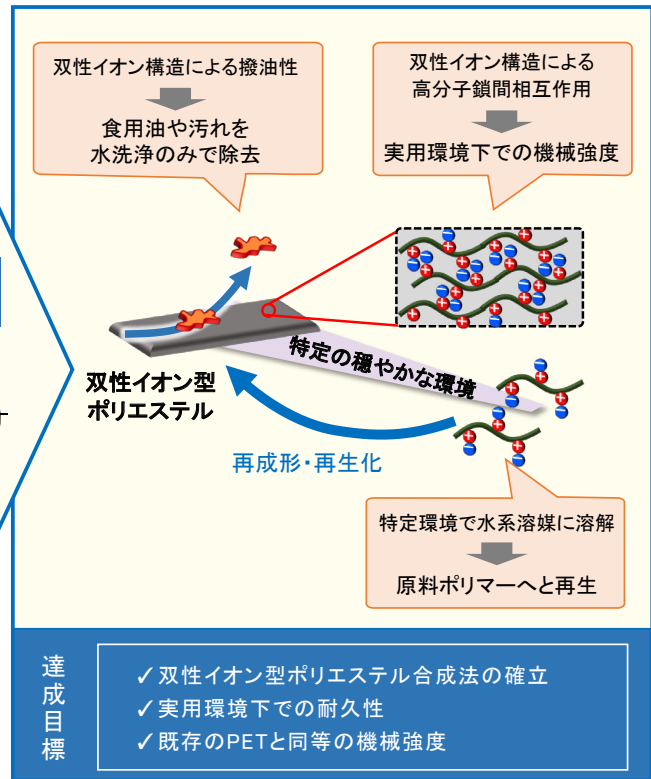 双性イオン構造による撥油性
食用油や汚れを
水洗浄のみで除去
双性イオン構造による
高分子鎖間相互作用
実用環境下での機械強度
双性イオン型
ポリエステル
特定の穏やかな環境
再成形・再生化
特定環境で水系溶媒に溶解
原料ポリマーへと再生
達成目標
✓双性イオン型ポリエステル合成法の確立
✓実用環境下での耐久性
✓既存のPETと同等の機械強度